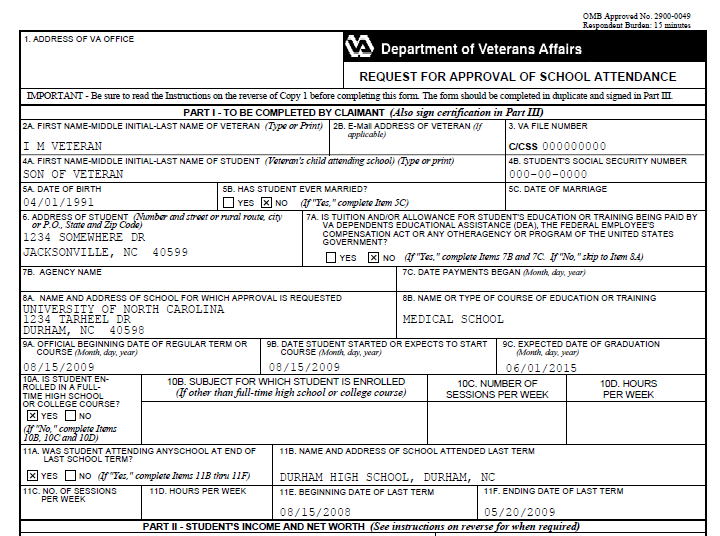 OMB Approved No. 2900-0049
Respondent Burden: 15 minutes
1. ADDRESS OF VA OFFICE
VA Department of Veterans Affairs
REQUEST FOR APPROVAL OF SCHOOL ATTENDANCE
IMPORTANT - Be sure to read the Instructions on the reverse of Copy 1 before completing this form. The form should be completed in duplicate and signed in Part III.
PART I - TO BE COMPLETED BY CLAIMANT (Also sign certification in Part III)
2A. FIRST NAME-MIDDLE INITIAL-LAST NAME OF VETERAN (Type or Print)
I M VETERAN
2B. E-Mail ADDRESS OF VETERAN (If
applicable)
3. VA FILE NUMBER
C/CSS 000000000
4A. FIRST NAME-MIDDLE INITIAL-LAST NAME OF STUDENT (Veteran's child attending school) (Type or print)
SON OF VETERAN
4B. STUDENT'S SOCIAL SECURITY NUMBER
000-00-0000
5A. DATE OF BIRTH
04/01/1991
5B. HAS STUDENT EVER MARRIED?
YES X NO (If "Yes," complete Item 5C)
5C. DATE OF MARRIAGE
6. ADDRESS OF STUDENT (Number and street or rural route, city
or P.O., State and Zip Code)
1234 SOMEWHERE DR
JACKSONVILLE, NC 40599
7A. IS TUITION AND/OR ALLOWANCE FOR STUDENT'S EDUCATION OR TRAINING BEING PAID BY
VA DEPENDENTS EDUCATIONAL ASSISTANCE (DEA), THE FEDERAL EMPLOYEE'S
COMPENSATION ACT OR ANY OTHERAGENCY OR PROGRAM OF THE UNITED STATES
GOVERNMENT?
YES X NO (If "Yes," complete Items 7B and 7C. If "No," skip to Item 8A)
7B. AGENCY NAME
7C. DATE PAYMENTS BEGAN (Month, day, year)
8A. NAME AND ADDRESS OF SCHOOL FOR WHICH APPROVAL IS REQUESTED
UNIVERSITY OF NORTH CAROLINA
1234 TARHEEL DR
DURHAM, NC 40598
8B. NAME OR TYPE OF COURSE OF EDUCATION OR TRAINING
MEDICAL SCHOOL
9A. OFFICIAL BEGINNING DATE OF REGULAR TERM OR
COURSE (Month, day, year)
08/15/2009
9B. DATE STUDENT STARTED OR EXPECTS TO START
COURSE (Month, day, year)
08/15/2009
9C. EXPECTED DATE OF GRADUATION
(Month, day, year)
06/01/2015
10A. IS STUDENT EN-
ROLLED IN A FULL-
TIME HIGH SCHOOL
OR COLLEGE COURSE?
X YES NO
(If "No," complete Items
10B, 10C and 10D)
10B. SUBJECT FOR WHICH STUDENT IS ENROLLED
(If other than full-time high school or college course)
10C. NUMBER OF
SESSIONS PER WEEK
10D. HOURS
PER WEEK
11A. WAS STUDENT ATTENDING ANYSCHOOL AT END OF
LAST SCHOOL TERM?
X YES NO (If "Yes," complete Items 11B thru 11F)
11B. NAME AND ADDRESS OF SCHOOL ATTENDED LAST TERM
DURHAM HIGH SCHOOL, DURHAM, NC
11C. NO. OF SESSIONS
PER WEEK
11D. HOURS PER WEEK
11E. BEGINNING DATE OF LAST TERM
08/15/2008
11F. ENDING DATE OF LAST TERM
05/20/2009
PART II - STUDENT'S INCOME AND NET WORTH (See instructions on reverse for when required)